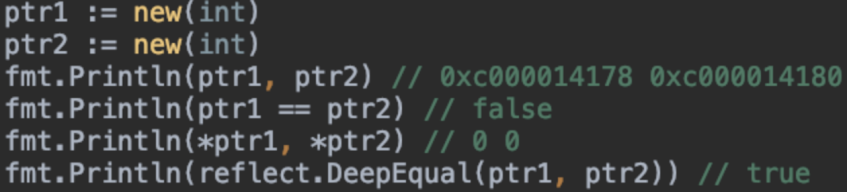 ptr1 := new(int)
ptr2 := new(int)
fmt.Println(ptr1, ptr2) // 0xc000014178 0xc000014180
fmt.Println(ptr1 == ptr2) // false
fmt.Println(*ptr1, *ptr2) // 0 0
fmt.Println(reflect.DeepEqual(ptr1, ptr2)) // true